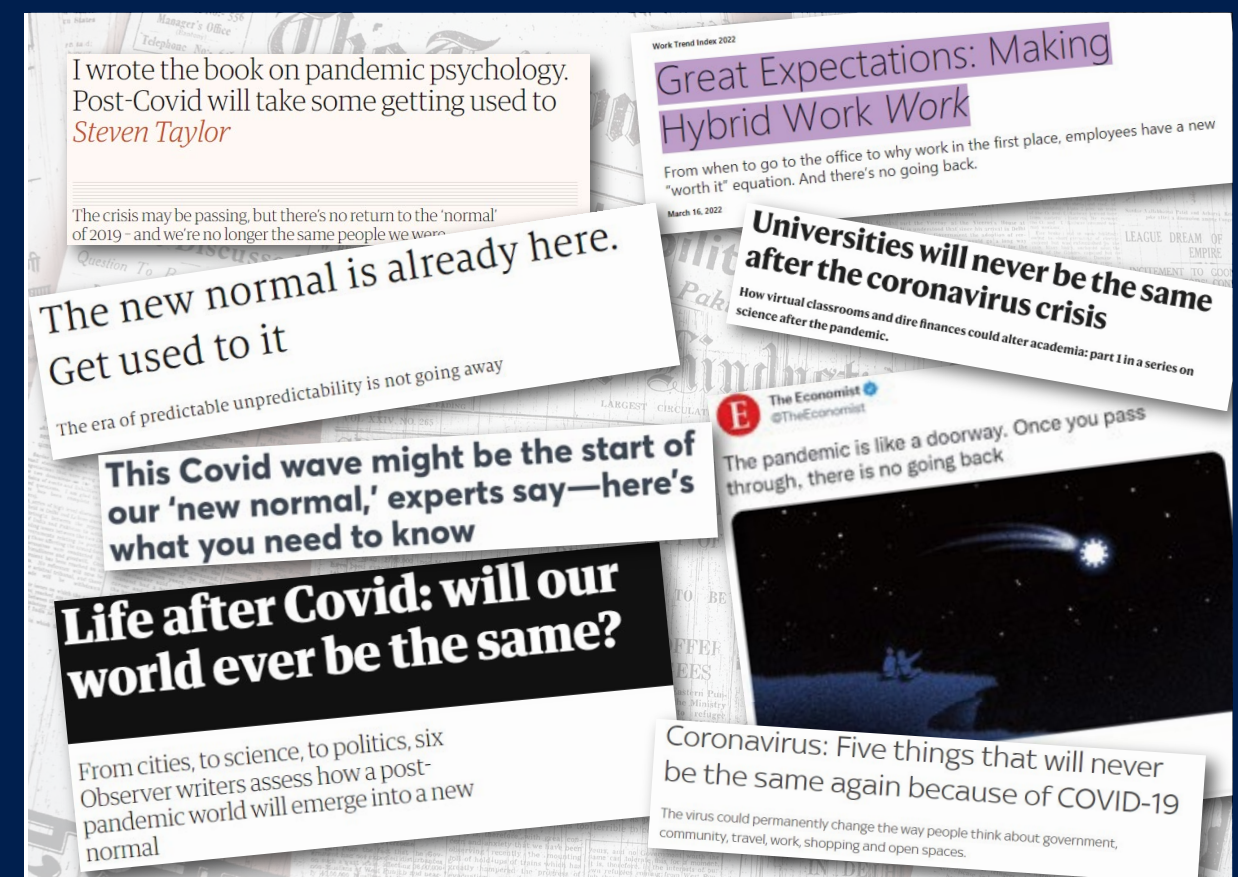 I wrote the book on pandemic psychology.
Post-Covid will take some getting used to
Steven Taylor
The crisis may be passing, but there's no return to the 'normal'
of 2019 – and we're no longer the same people we were
Work Trend Index 2022
Great Expectations: Making
Hybrid Work Work
From when to go to the office to why work in the first place, employees have a new
"worth it" equation. And there's no going back.
March 16, 2022
The new normal is already here.
Get used to it
The era of predictable unpredictability is not going away
Universities will never be the same
after the coronavirus crisis
How virtual classrooms and dire finances could alter academia: part 1 in a series on
science after the pandemic.
This Covid wave might be the start of
our 'new normal,' experts say—here's
what you need to know
E
The Economist
@TheEconomist
The pandemic is like a doorway. Once you pass
through, there is no going back
Life after Covid: will our
world ever be the same?
From cities, to science, to politics, six
Observer writers assess how a post-
pandemic world will emerge into a new
normal
Coronavirus: Five things that will never
be the same again because of COVID-19
The virus could permanently change the way people think about government,
community, travel, work, shopping and open spaces.
Manager's Office
Question To
LEAGUE DREAM OF
EMPIRE
LARGEST
TO BE